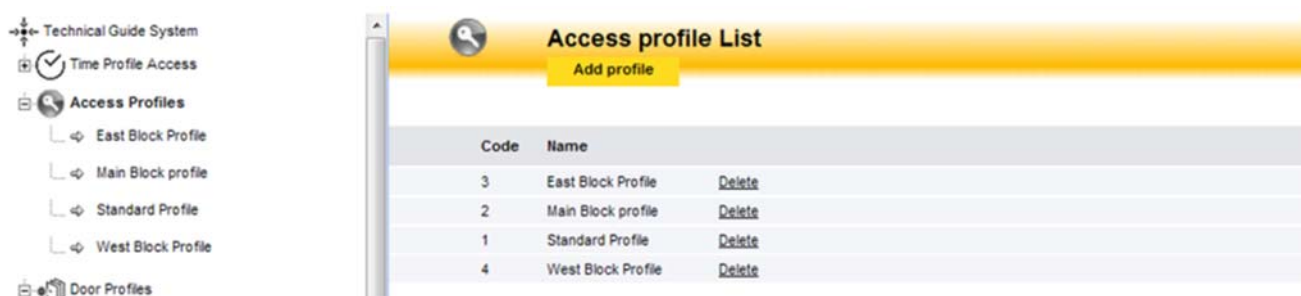 Technical Guide System
Time Profile Access
Access Profiles
East Block Profile
Main Block profile
Standard Profile
West Block Profile
Door Profiles
Access profile List
Add profile
Code Name
3 East Block Profile Delete
2 Main Block profile Delete
1 Standard Profile Delete
4 West Block Profile Delete